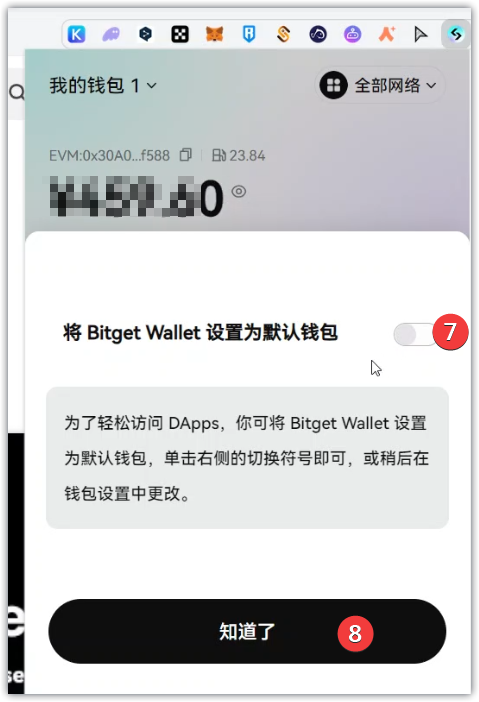 我的钱包 1
全部网络
EVM:0x30A0...f588
23.84
将 Bitget Wallet 设置为默认钱包
7
为了轻松访问 DApps，你可将 Bitget Wallet 设置
为默认钱包，单击右侧的切换符号即可，或稍后在
钱包设置中更改。
e
se
知道了
8